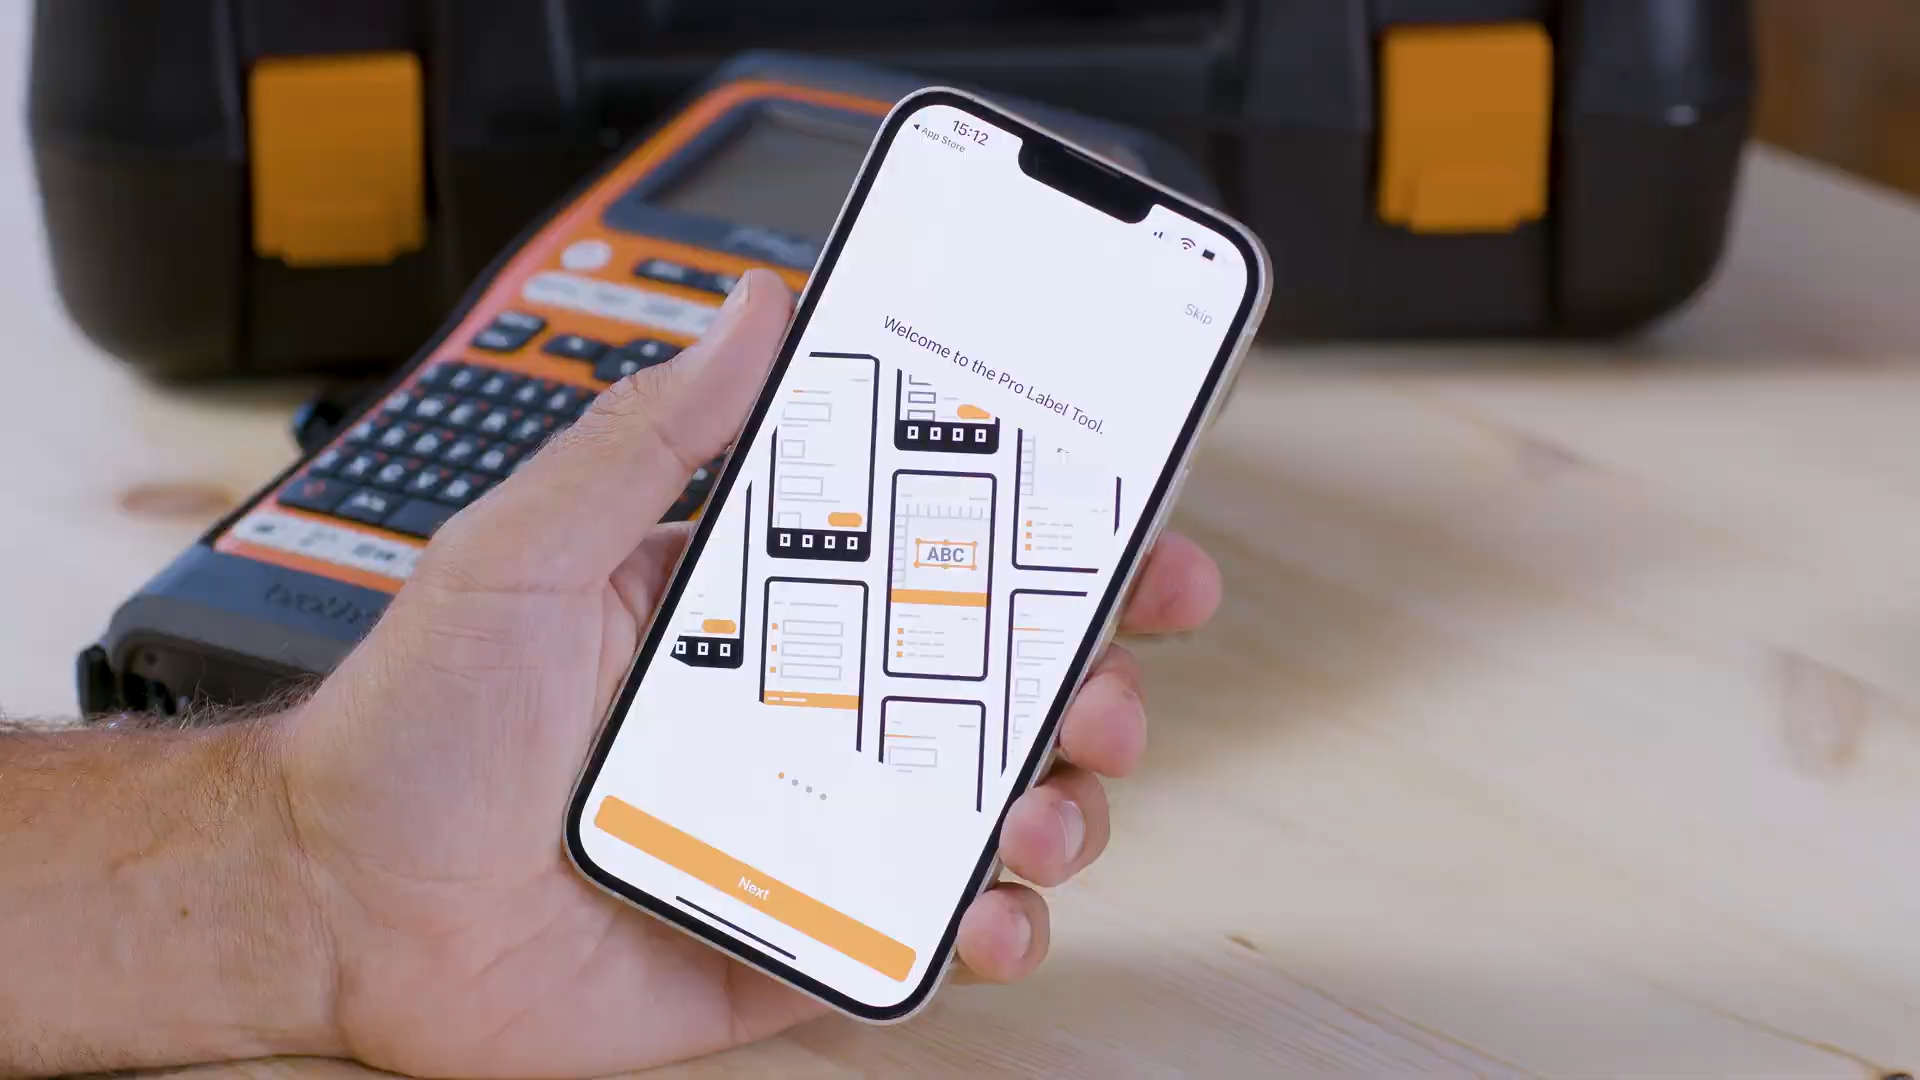 15:12
App Store
Skip
Welcome to the Pro Label Tool.
ABC
Next